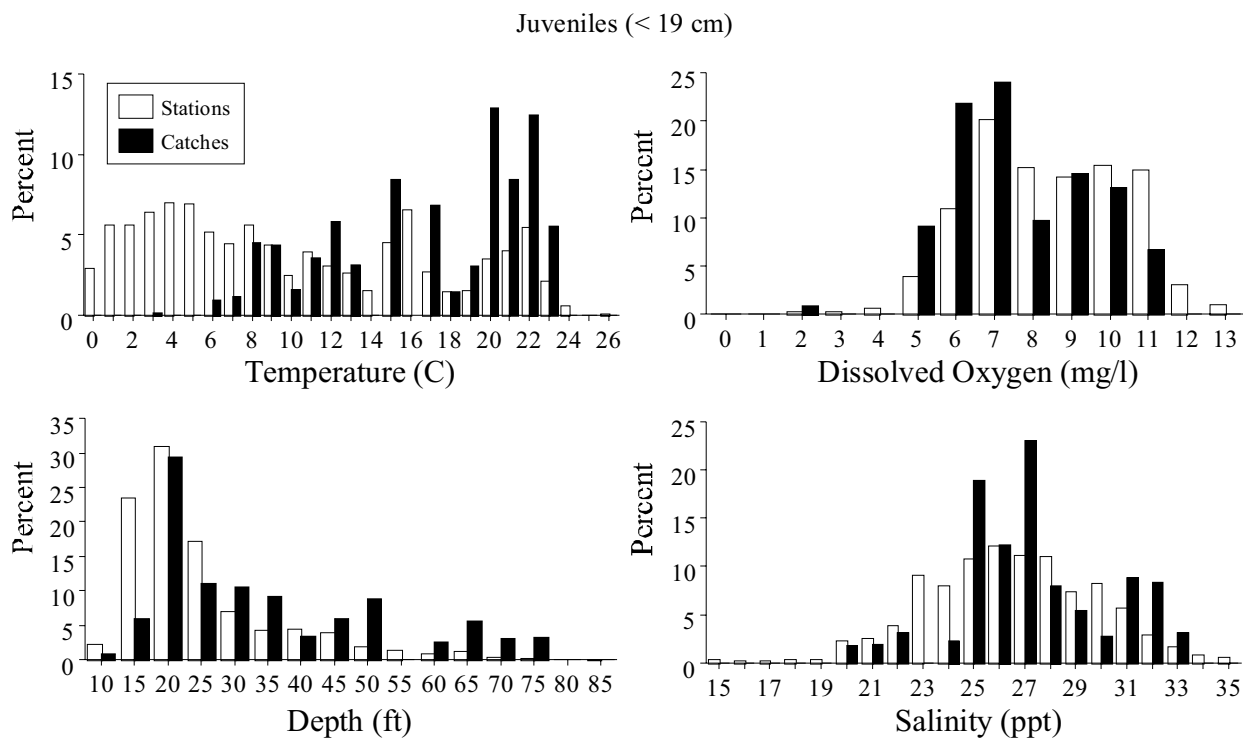 Juveniles (< 19 cm)
15
10
5
0
Percent
Stations
Catches
0 2 4 6 8 10 12 14 16 18 20 22 24 26
Temperature (C)
25
20
15
10
5
0
Percent
0 1 2 3 4 5 6 7 8 9 10 11 12 13
Dissolved Oxygen (mg/l)
35
30
25
20
15
10
5
0
Percent
10 15 20 25 30 35 40 45 50 55 60 65 70 75 80 85
Depth (ft)
25
20
15
10
5
0
Percent
15 17 19 21 23 25 27 29 31 33 35
Salinity (ppt)